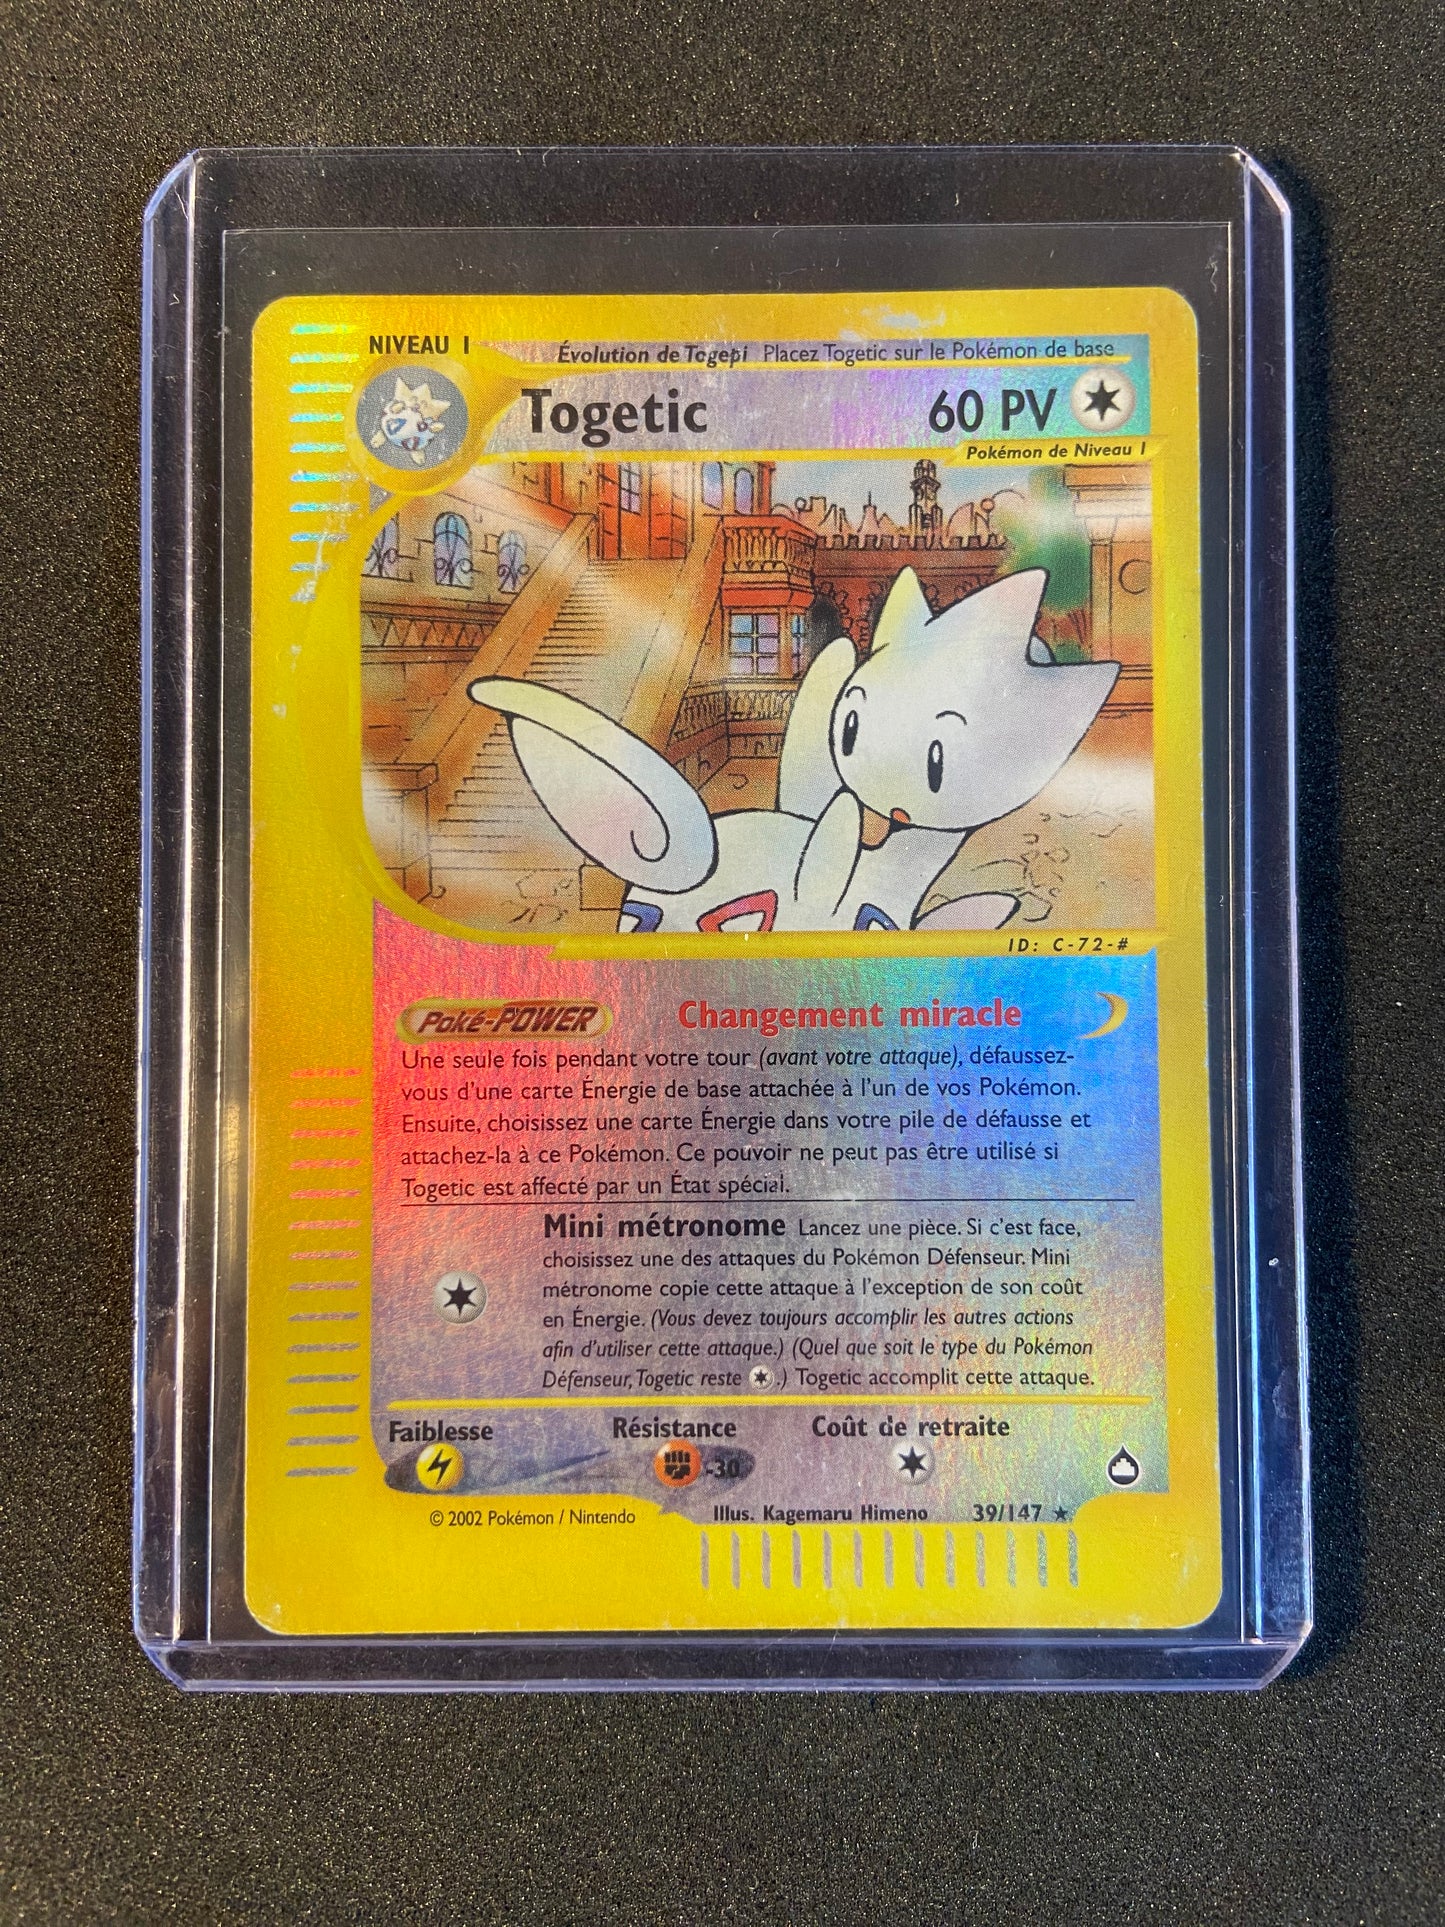 NIVEAU 1
Évolution de Togepi Placez Togetic sur le Pokémon de base
Togetic 60 PV
Pokémon de Niveau 1
ID: C-72-#
Poké-POWER Changement miracle
Une seule fois pendant votre tour (avant votre attaque), défaussez-
vous d'une carte Énergie de base attachée à l'un de vos Pokémon.
Ensuite, choisissez une carte Énergie dans votre pile de défausse et
attachez-la à ce Pokémon. Ce pouvoir ne peut pas être utilisé si
Togetic est affecté par un État spécial.
Mini métronome Lancez une pièce. Si c'est face,
choisissez une des attaques du Pokémon Défenseur. Mini
métronome copie cette attaque à l'exception de son coût
en Énergie. (Vous devez toujours accomplir les autres actions
afin d'utiliser cette attaque.) (Quel que soit le type du Pokémon
Défenseur, Togetic reste .) Togetic accomplit cette attaque.
Faiblesse Résistance Coût de retraite
-30
© 2002 Pokémon / Nintendo Illus. Kagemaru Himeno 39/147 ★